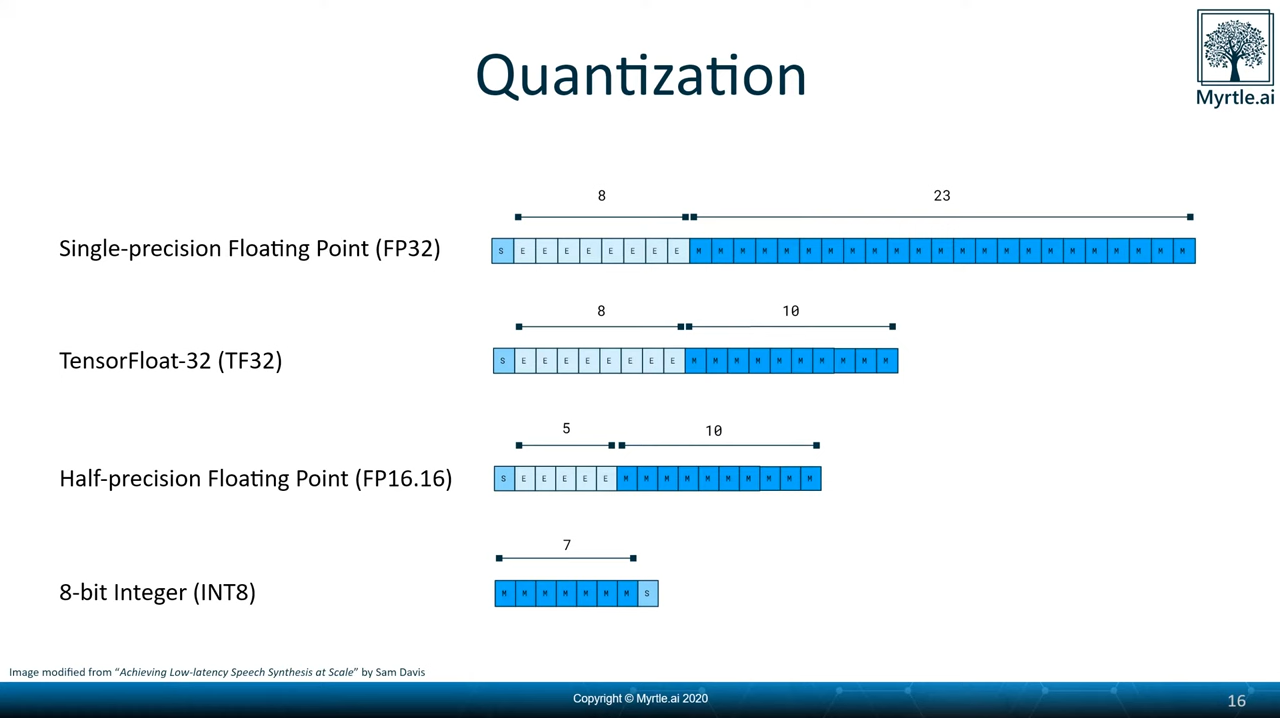 Quantization
Myrtle.ai
8 23
Single-precision Floating Point (FP32) S E E E E E E E E M M M M M M M M M M M M M M M M M M M M M M M
8 10
TensorFloat-32 (TF32) S E E E E E E E E M M M M M M M M M M
5 10
Half-precision Floating Point (FP16.16) S E E E E E M M M M M M M M M M
7
8-bit Integer (INT8) M M M M M M M S
Image modified from “Achieving Low-latency Speech Synthesis at Scale” by Sam Davis
Copyright © Myrtle.ai 2020
16